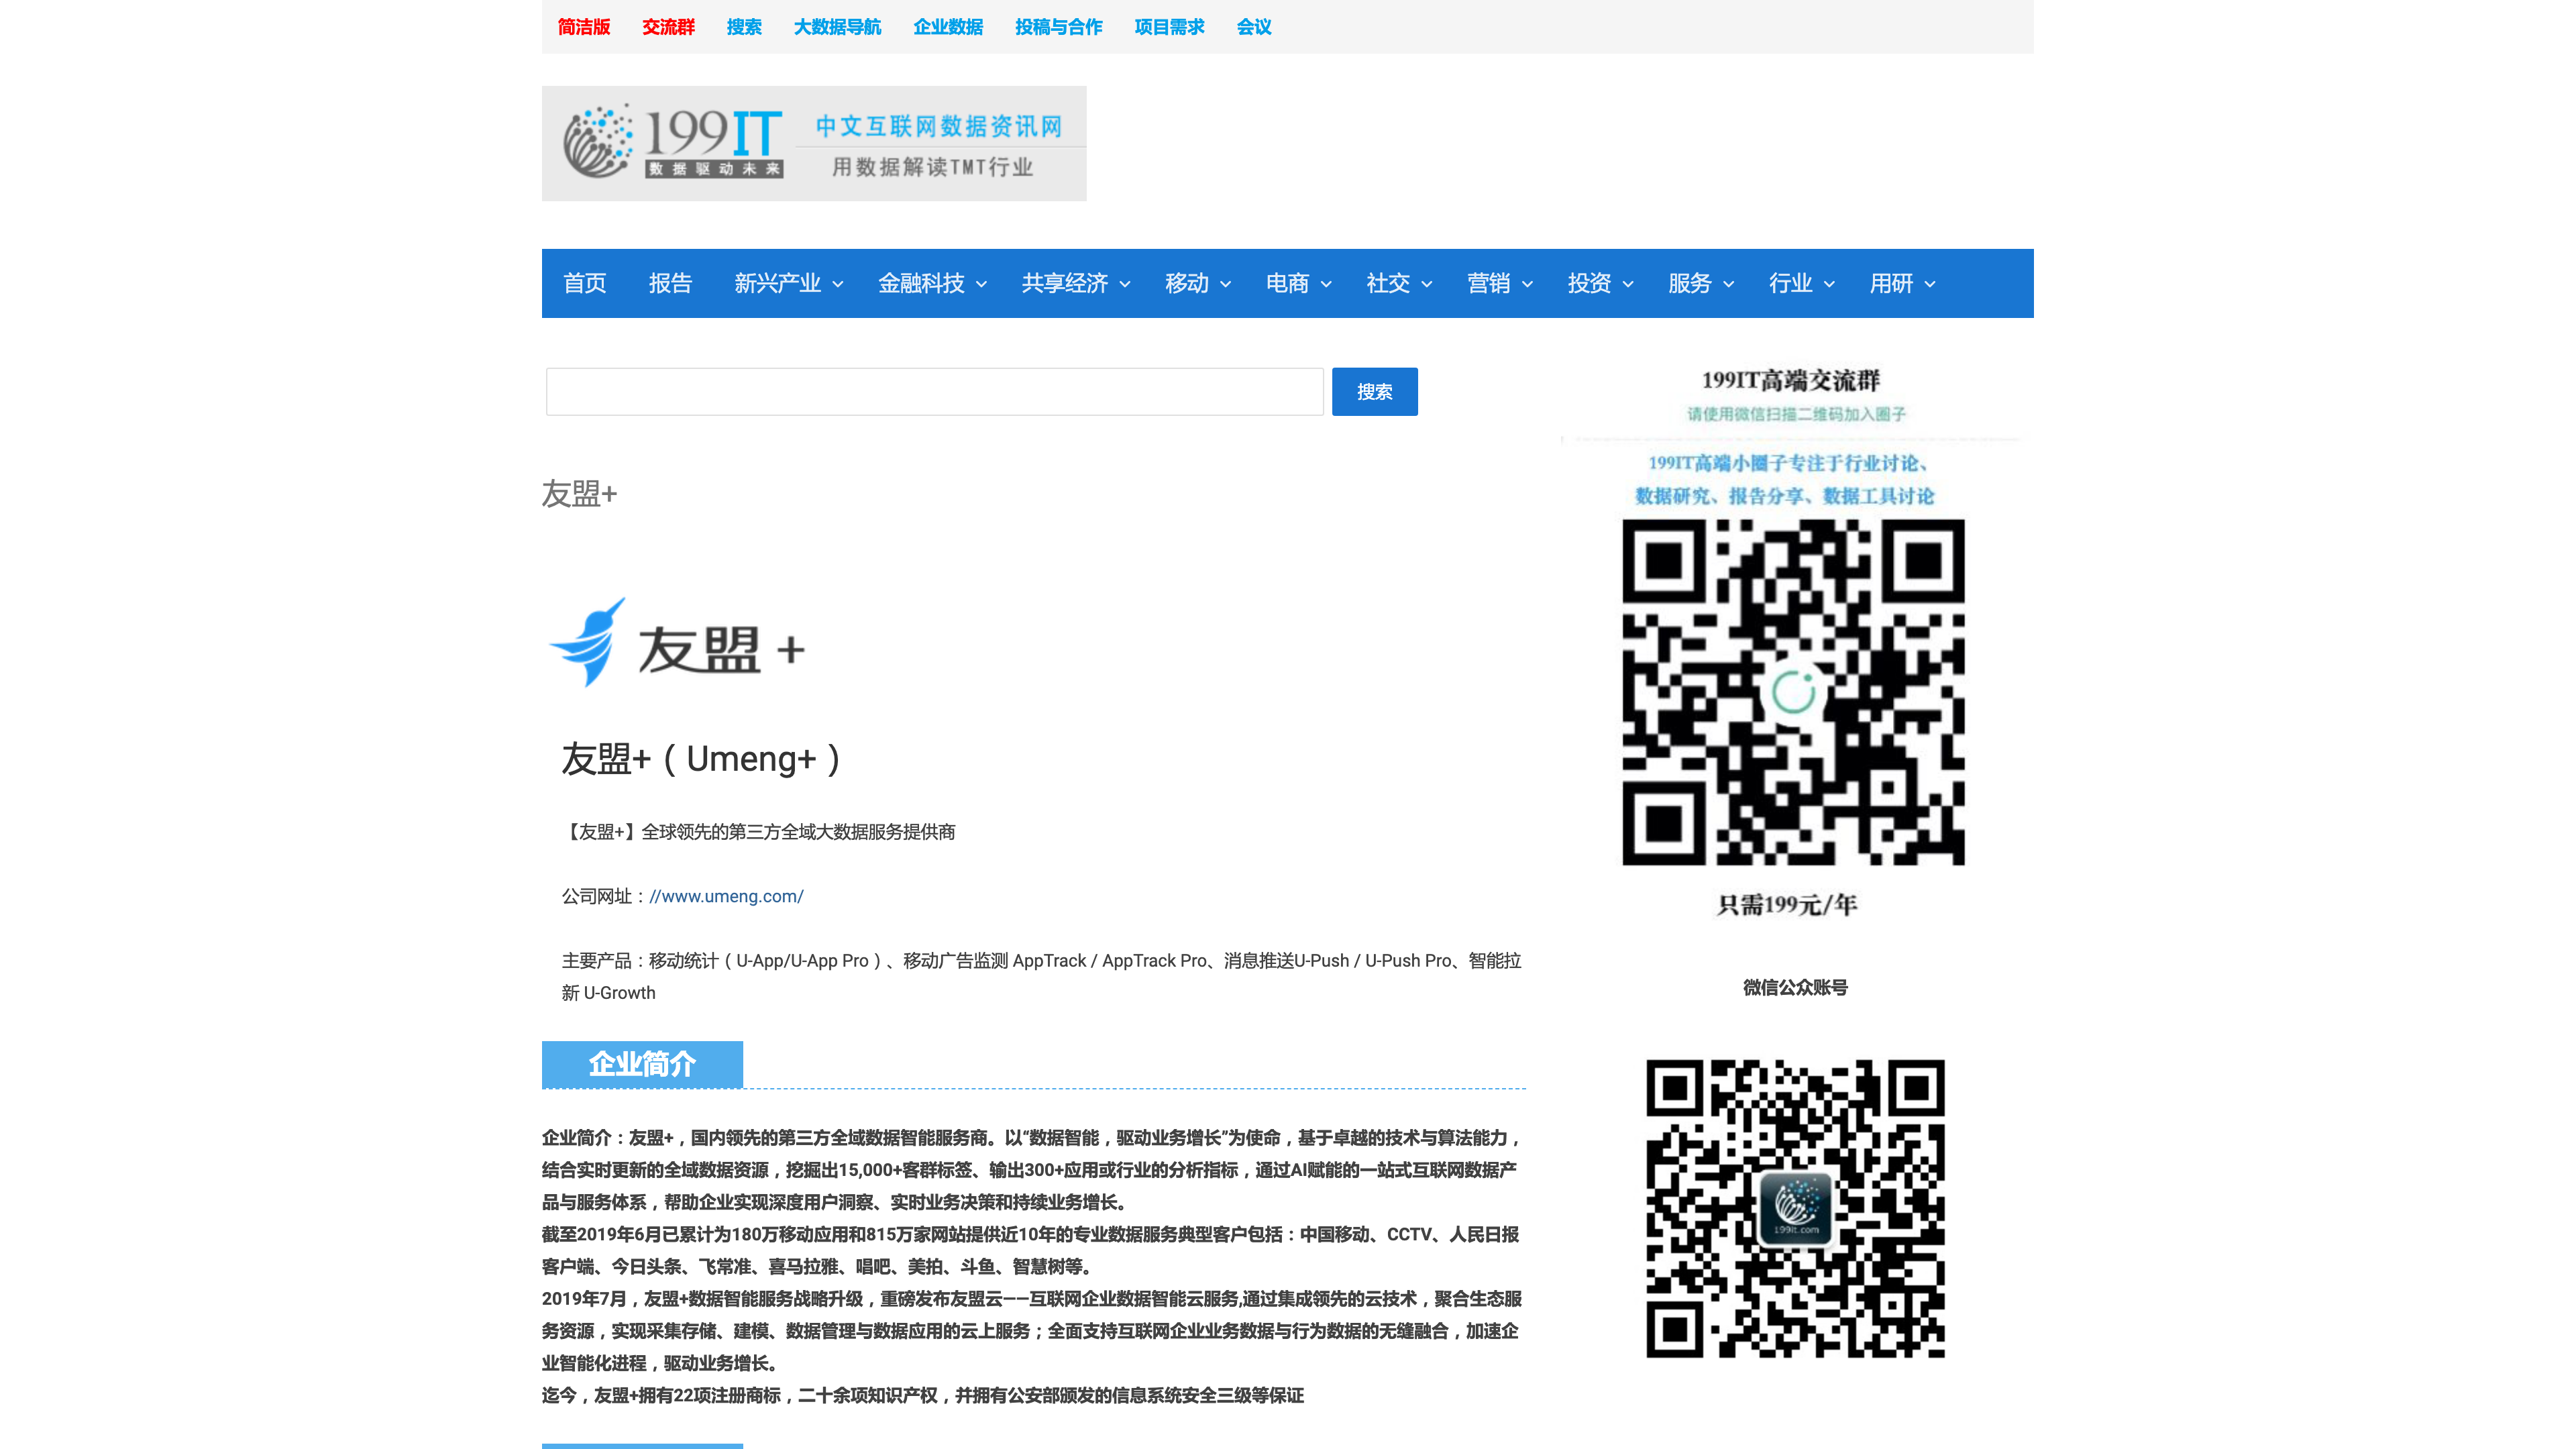 简洁版 交流群 搜索 大数据导航 企业数据 投稿与合作 项目需求 会议
199IT
数据驱动未来
中文互联网数据资讯网
用数据解读TMT行业
首页 报告 新兴产业 金融科技 共享经济 移动 电商 社交 营销 投资 服务 行业 用研
搜索
友盟+
友盟+
友盟+（Umeng+）
【友盟+】全球领先的第三方全域大数据服务提供商
公司网址：//www.umeng.com/
主要产品：移动统计（U-App/U-App Pro）、移动广告监测 AppTrack / AppTrack Pro、消息推送U-Push / U-Push Pro、智能拉
新 U-Growth
企业简介
企业简介：友盟+，国内领先的第三方全域数据智能服务商。以“数据智能，驱动业务增长”为使命，基于卓越的技术与算法能力，
结合实时更新的全域数据资源，挖掘出15,000+客群标签、输出300+应用或行业的分析指标，通过AI赋能的一站式互联网数据产
品与服务体系，帮助企业实现深度用户洞察、实时业务决策和持续业务增长。
截至2019年6月已累计为180万移动应用和815万家网站提供近10年的专业数据服务典型客户包括：中国移动、CCTV、人民日报
客户端、今日头条、飞常准、喜马拉雅、唱吧、美拍、斗鱼、智慧树等。
2019年7月，友盟+数据智能服务战略升级，重磅发布友盟云——互联网企业数据智能云服务,通过集成领先的云技术，聚合生态服
务资源，实现采集存储、建模、数据管理与数据应用的云上服务；全面支持互联网企业业务数据与行为数据的无缝融合，加速企
业智能化进程，驱动业务增长。
迄今，友盟+拥有22项注册商标，二十余项知识产权，并拥有公安部颁发的信息系统安全三级等保证
199IT高端交流群
请使用微信扫描二维码加入圈子
199IT高端小圈子专注于行业讨论、
数据研究、报告分享、数据工具讨论
只需199元/年
微信公众账号
199it.com